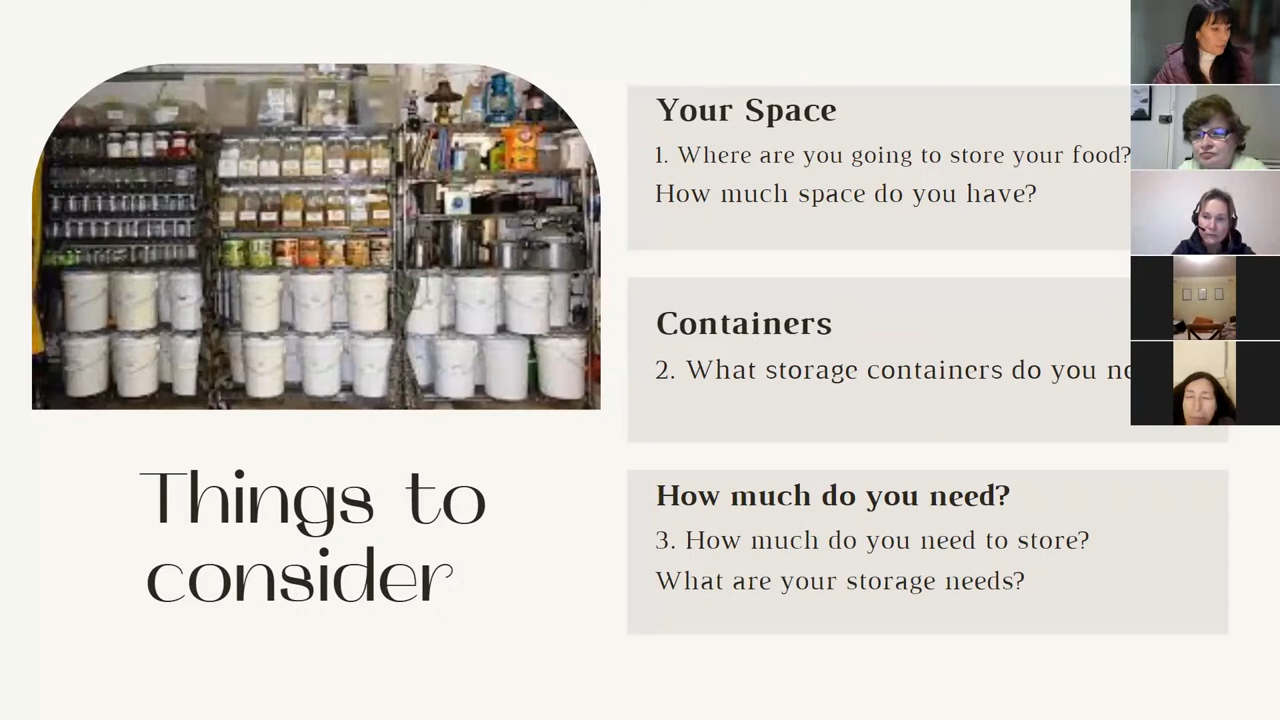 Your Space
1. Where are you going to store your food?
How much space do you have?
Containers
2. What storage containers do you
How much do you need?
3. How much do you need to store?
What are your storage needs?
Things to
consider